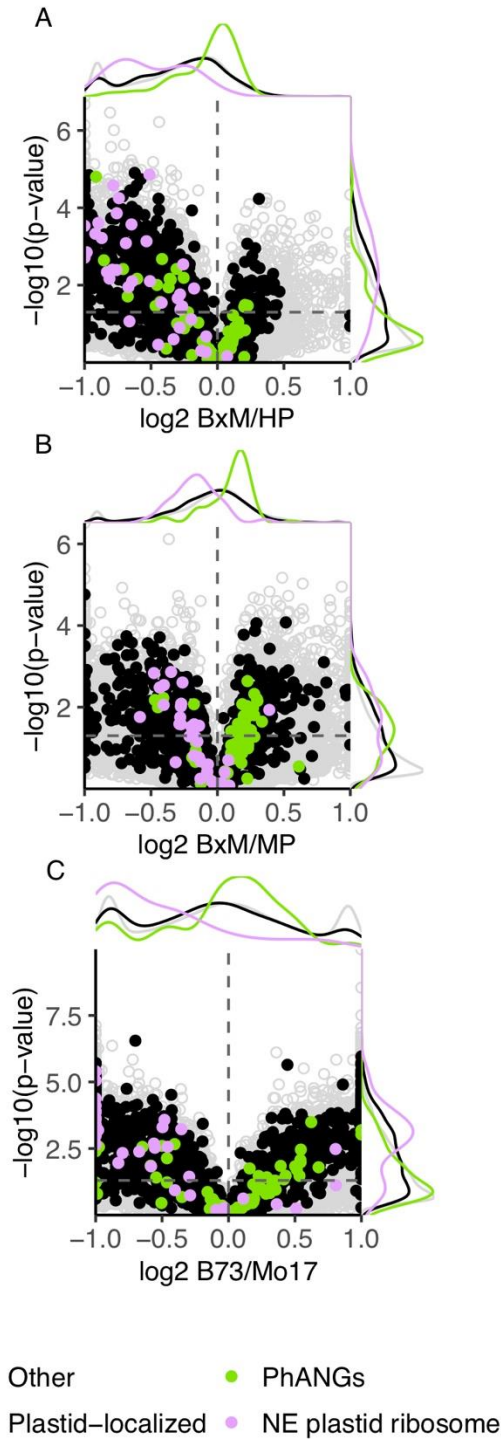 A
6
4
2
−log10(p−value)
−1.0 −0.5 0.0 0.5 1.0
log2 BxM/HP
B
6
4
2
−log10(p−value)
−1.0 −0.5 0.0 0.5 1.0
log2 BxM/MP
C
7.5
5.0
2.5
−log10(p−value)
−1.0 −0.5 0.0 0.5 1.0
log2 B73/Mo17
Other PhANGs
Plastid−localized NE plastid ribosome